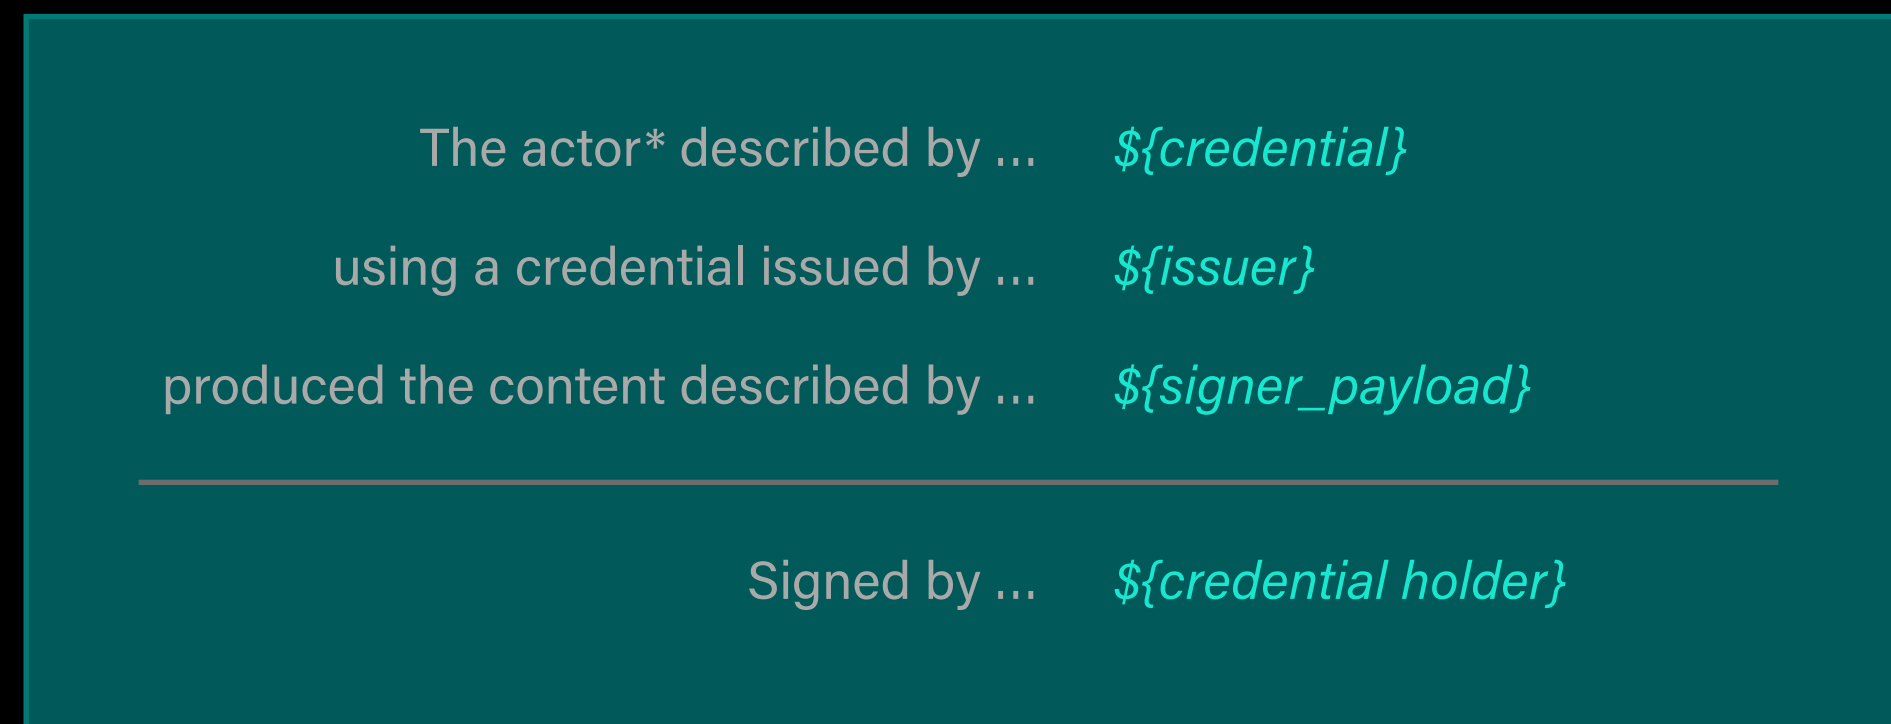 The actor* described by ... ${credential}
using a credential issued by ... ${issuer}
produced the content described by ... ${signer_payload}
Signed by ... ${credential holder}